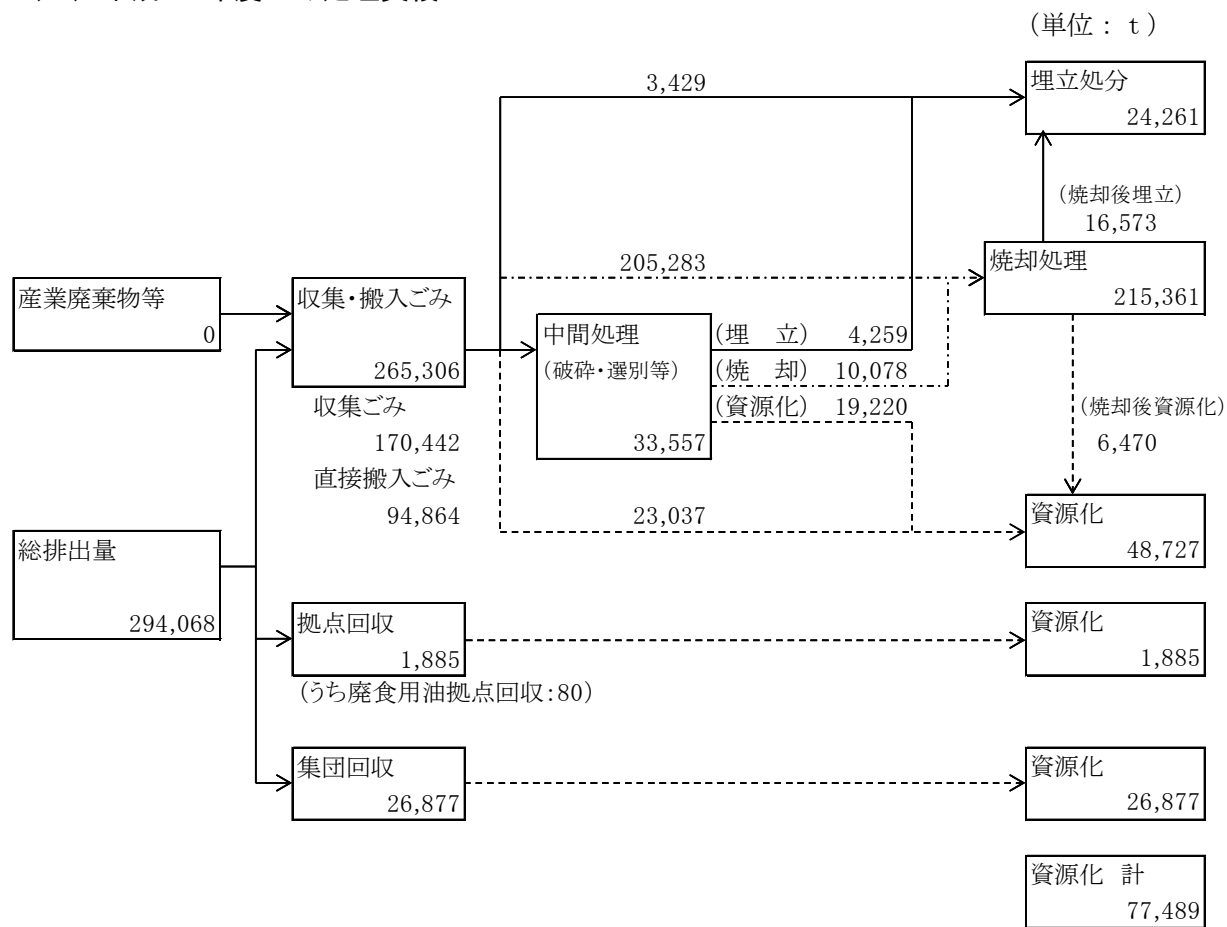 (単位：ｔ)
3,429
埋立処分
24,261
(焼却後埋立)
16,573
205,283
焼却処理
215,361
産業廃棄物等
0
収集・搬入ごみ
265,306
中間処理
(破砕・選別等)
33,557
(埋　立)　4,259
(焼　却)　10,078
(資源化)　19,220
収集ごみ
170,442
直接搬入ごみ
94,864
(焼却後資源化)
6,470
23,037
資源化
48,727
総排出量
294,068
拠点回収
1,885
(うち廃食用油拠点回収:80)
資源化
1,885
集団回収
26,877
資源化
26,877
資源化　計
77,489